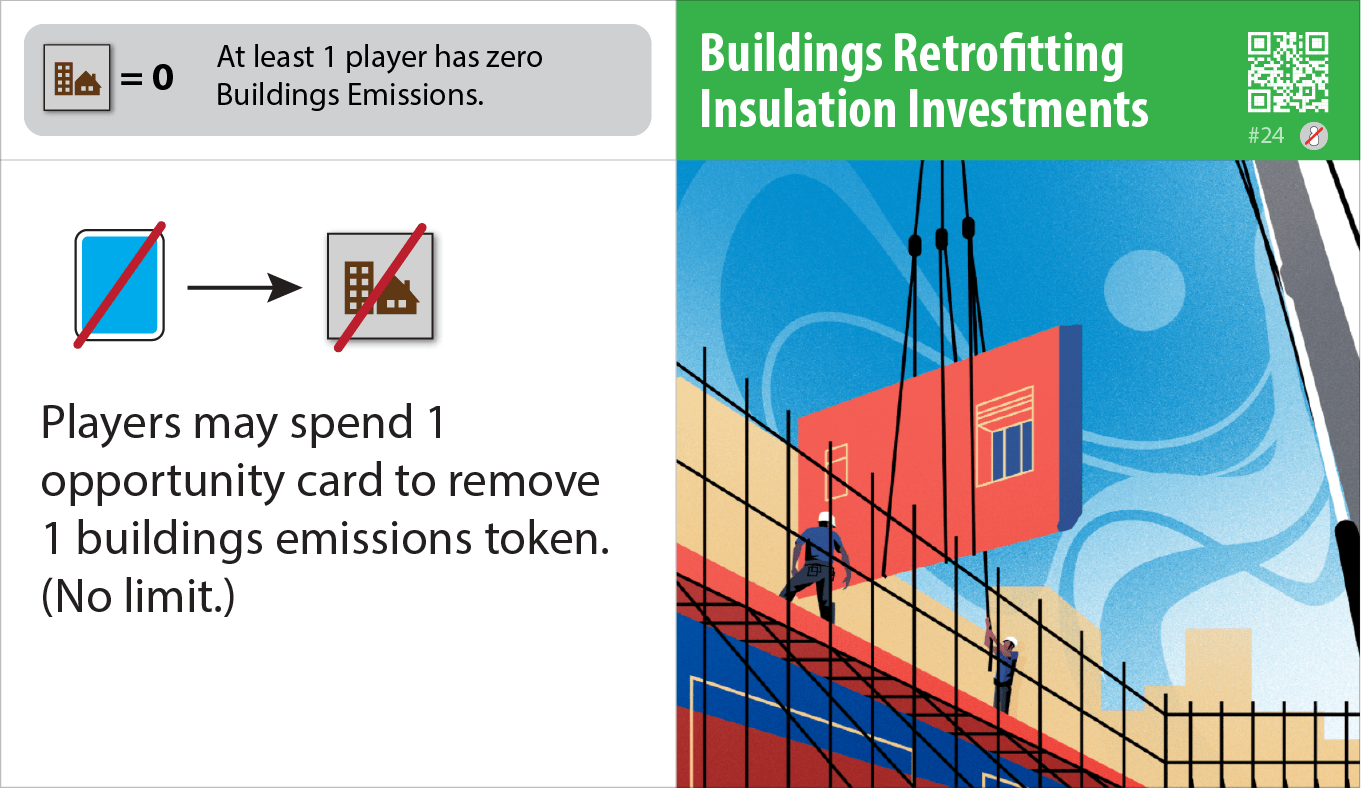 = 0
At least 1 player has zero
Buildings Emissions.
Buildings Retrofitting
Insulation Investments
#24
Players may spend 1
opportunity card to remove
1 buildings emissions token.
(No limit.)